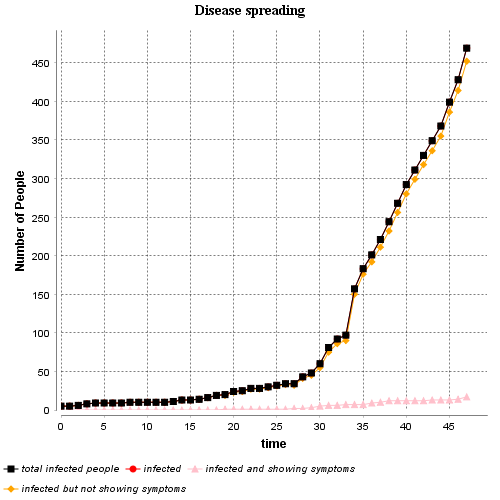 Disease spreading
Number of People
450
400
350
300
250
200
150
100
50
0
0 5 10 15 20 25 30 35 40 45
time
total infected people infected infected and showing symptoms
infected but not showing symptoms